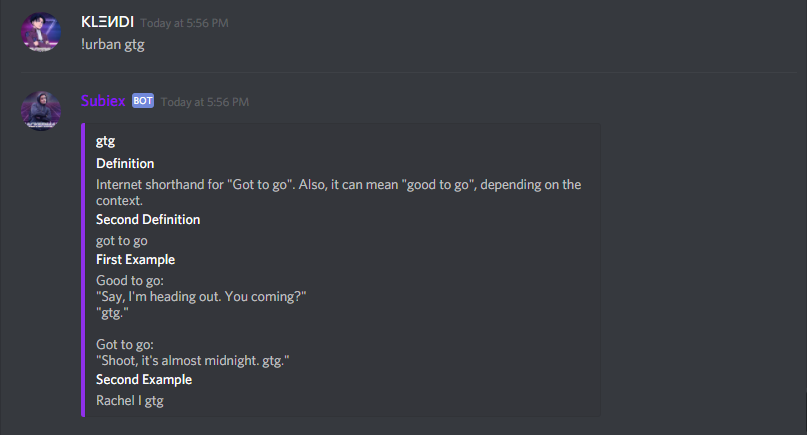 KLΞИDI Today at 5:56 PM
!urban gtg
Sublex BOT Today at 5:56 PM
gtg
Definition
Internet shorthand for "Got to go". Also, it can mean "good to go", depending on the
context.
Second Definition
got to go
First Example
Good to go:
"Say, I'm heading out. You coming?"
"gtg."
Got to go:
"Shoot, it's almost midnight. gtg."
Second Example
Rachel I gtg